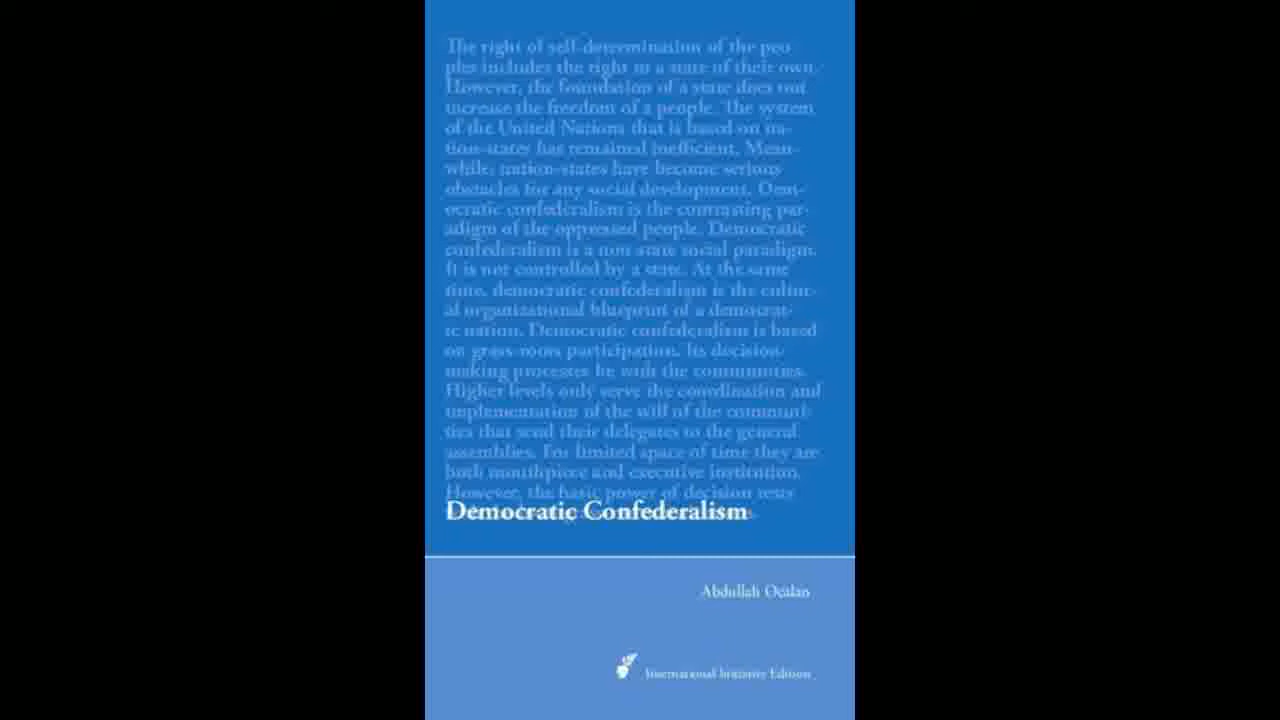 The right of self-determination of the peo-
ples includes the right to a state of their own.
However, the foundation of a state does not
increase the freedom of a people. The system
of the United Nations that is based on na-
tion-states has remained inefficient. Mean-
while, nation-states have become serious
obstacles for any social development. Dem-
ocratic confederalism is the contrasting par-
adigm of the oppressed people. Democratic
confederalism is a non-state social paradigm.
It is not controlled by a state. At the same
time, democratic confederalism is the cultur-
al organizational blueprint of a democrat-
ic nation. Democratic confederalism is based
on grass-roots participation. Its decision-
making processes lie with the communities.
Higher levels only serve the coordination and
implementation of the will of the communi-
ties that send their delegates to the general
assemblies. For limited space of time they are
both mouthpiece and executive institution.
However, the basic power of decision rests
Democratic Confederalism
Abdullah Öcalan
International Initiative Edition